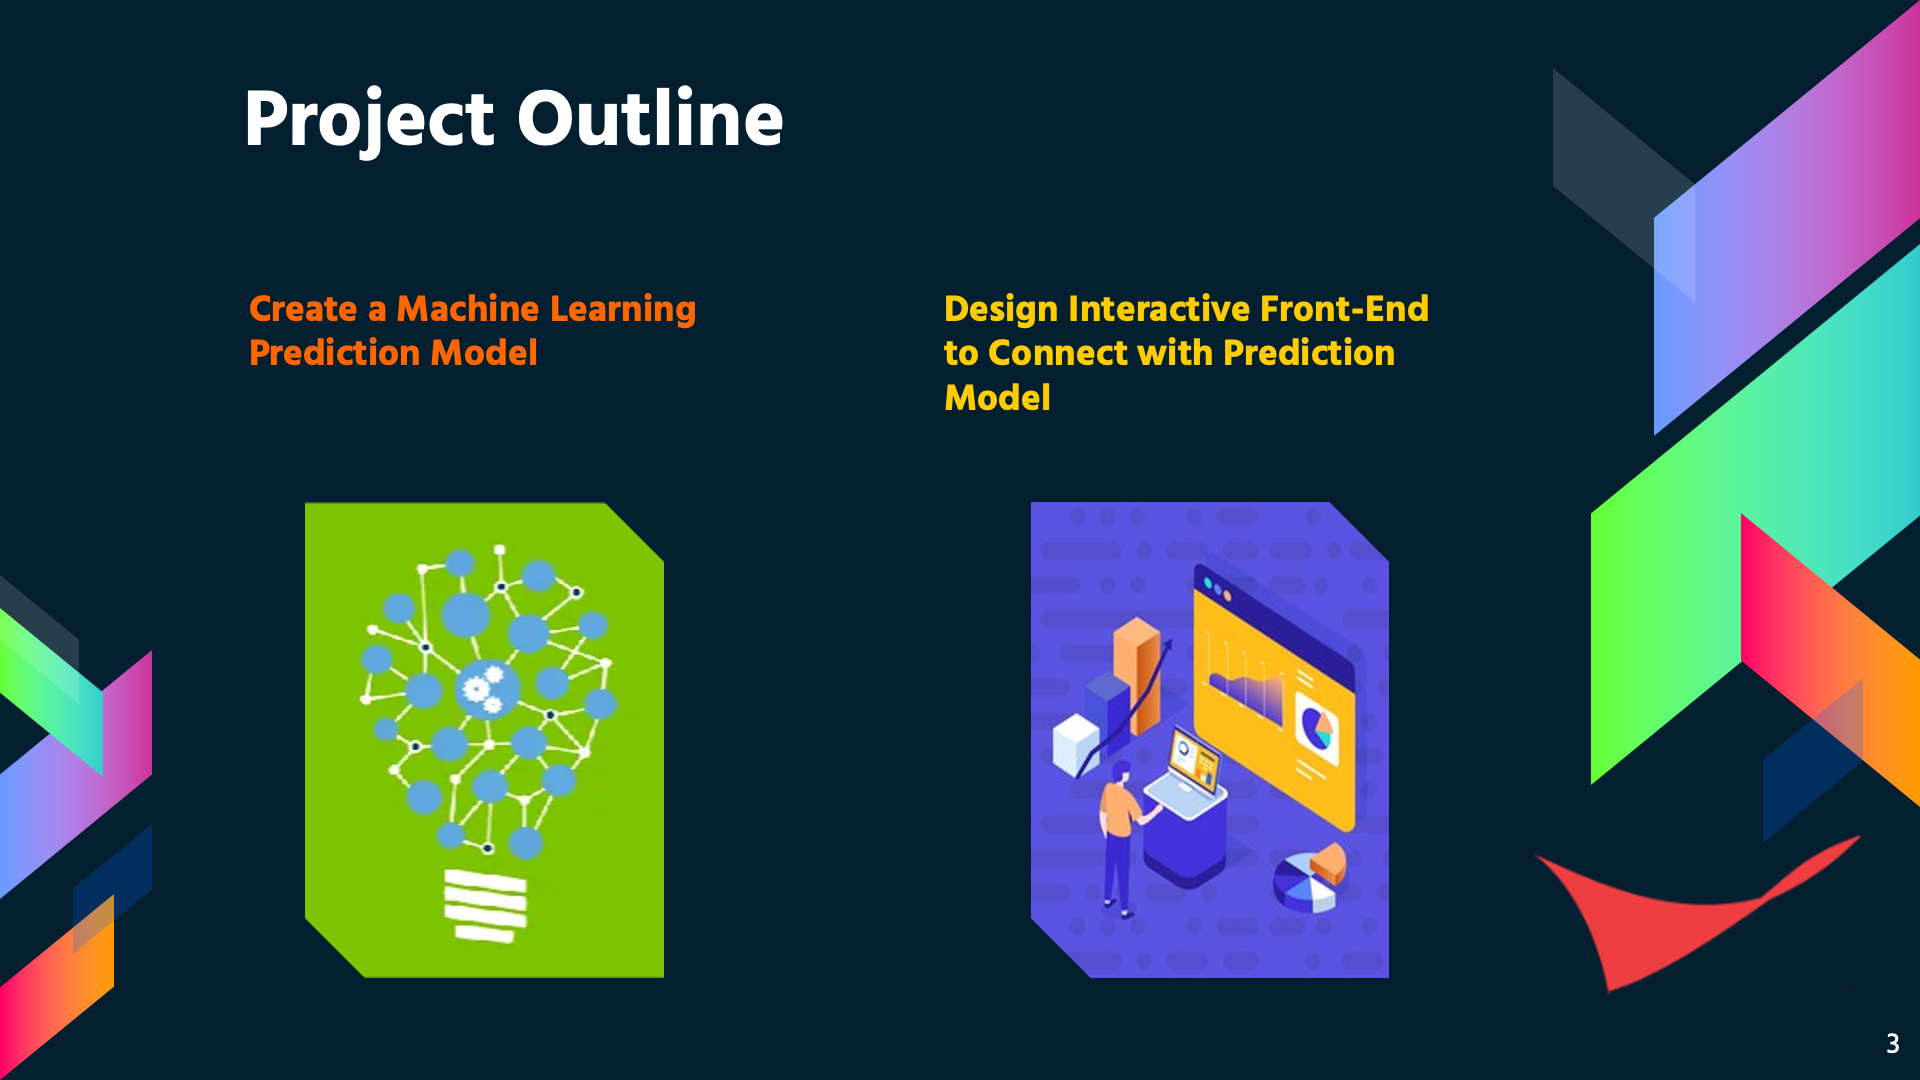 Project Outline
Create a Machine Learning
Prediction Model
Design Interactive Front-End
to Connect with Prediction
Model
3